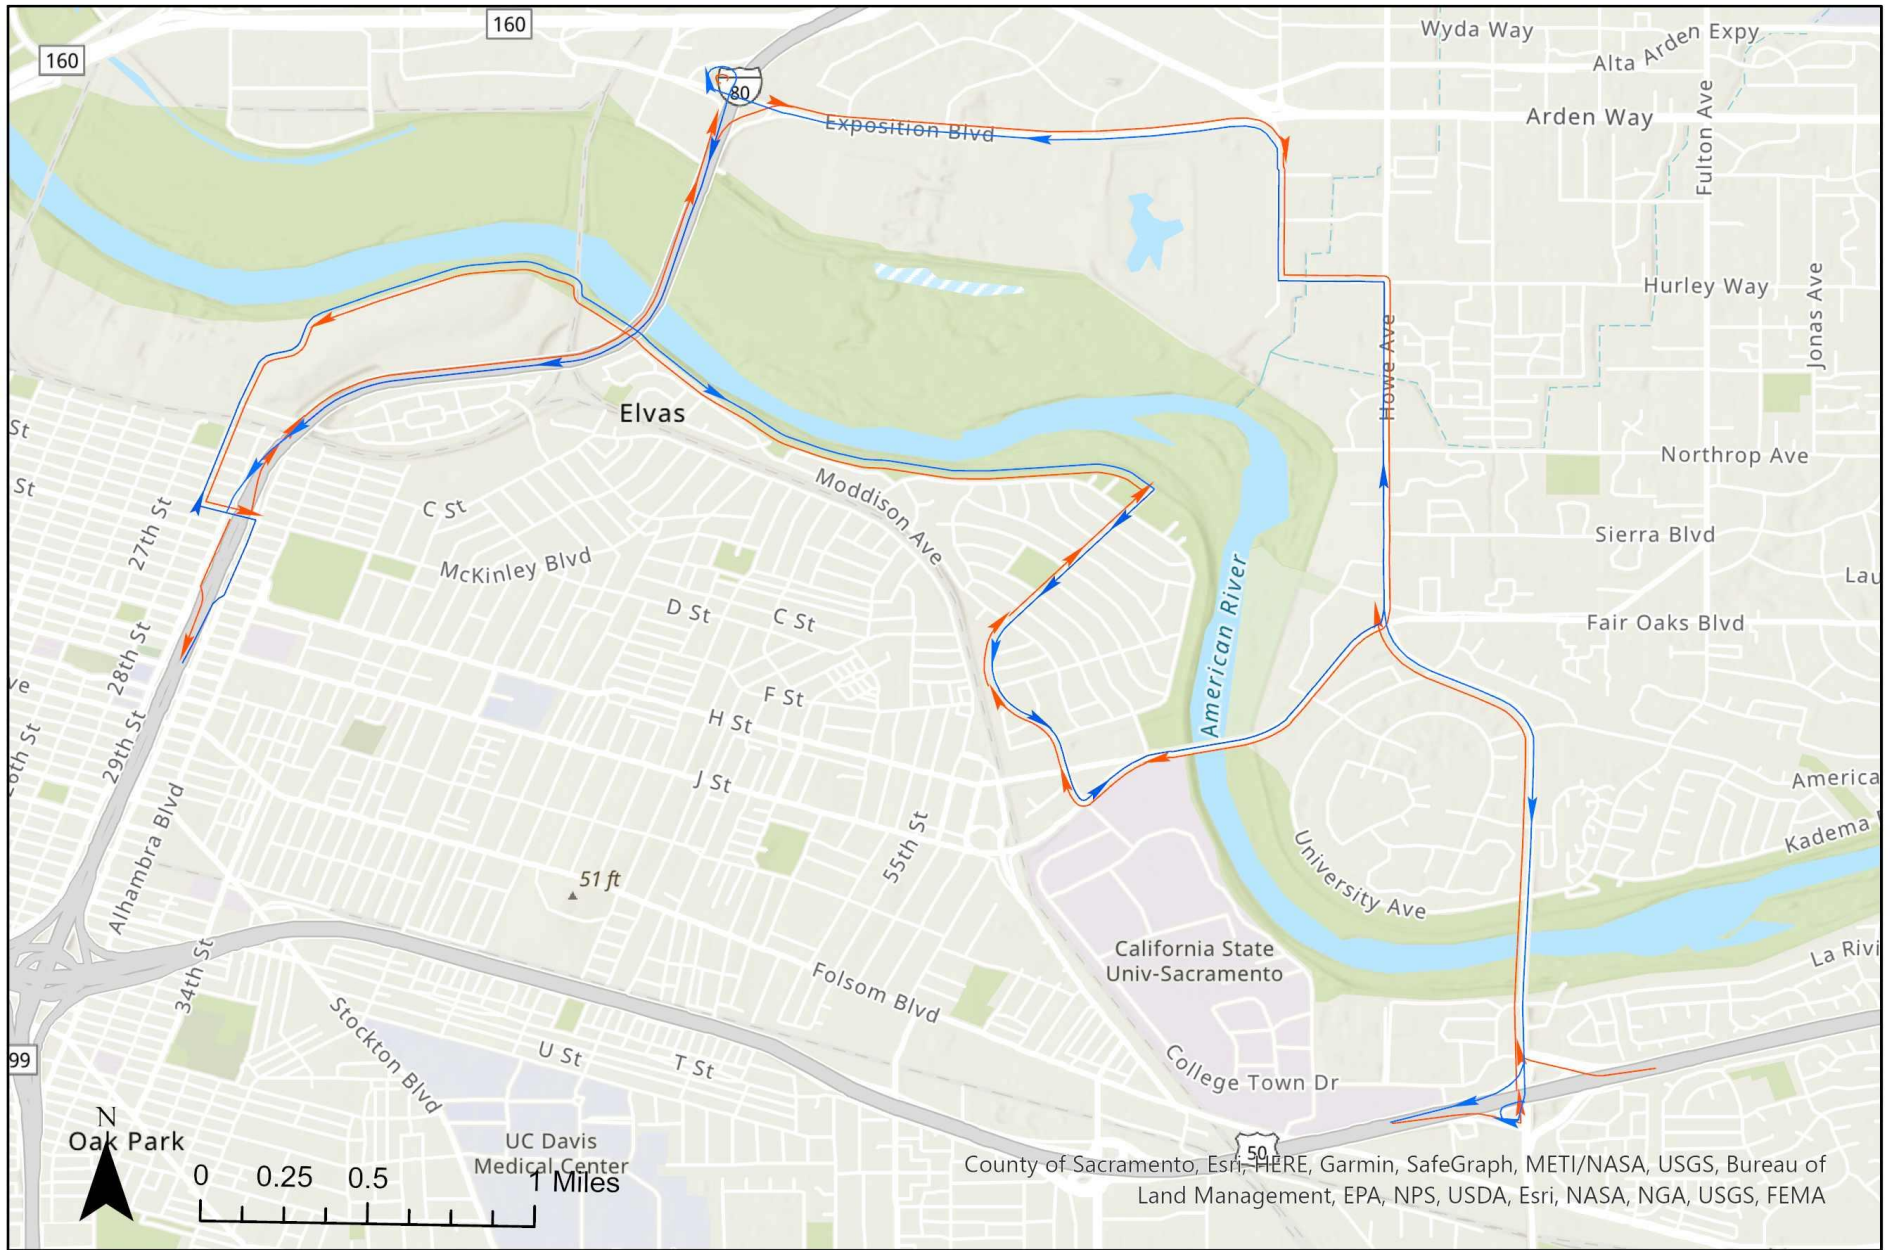 160
160
Wyda Way
Alta Arden Expy
80
Fulton Ave
Arden Way
Exposition Blvd
Hurley Way
Jonas Ave
Howe Ave
Elvas
St
Northrop Ave
St
Moddison Ave
C St
27th St
Sierra Blvd
McKinley Blvd
American River
Lau
D St
C St
Fair Oaks Blvd
28th St
ve
F St
H St
29th St
J St
America
Kadema
Alhambra Blvd
55th St
University Ave
51 ft
California State
Univ-Sacramento
La Rivi
34th St
Folsom Blvd
Stockton Blvd
99
U St
T St
College Town Dr
N
Oak Park
UC Davis
Medical Center
50
0 0.25 0.5 1 Miles
County of Sacramento, Esri, HERE, Garmin, SafeGraph, METI/NASA, USGS, Bureau of
Land Management, EPA, NPS, USDA, Esri, NASA, NGA, USGS, FEMA